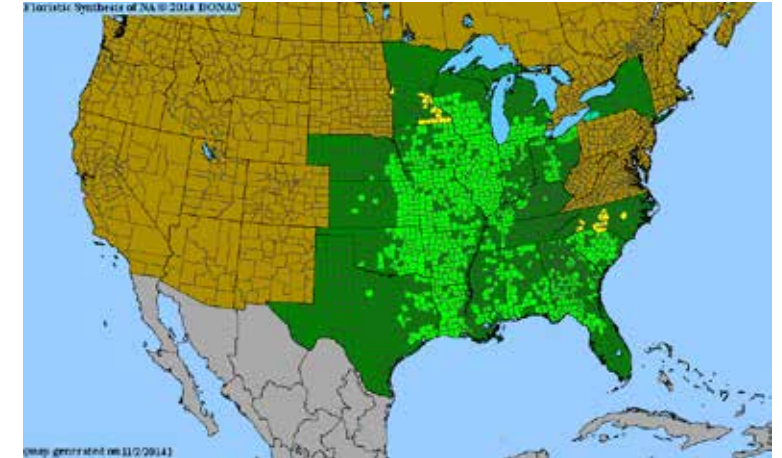 Floristic Synthesis of NA © 2014 BONAP
[map generated on 11/2/2014]